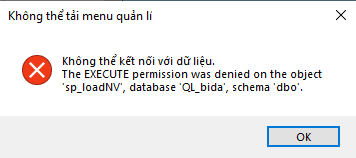 Không thể tải menu quản lí
Không thể kết nối với dữ liệu.
The EXECUTE permission was denied on the object
'sp_loadNV', database 'QL_bida', schema 'dbo'.
OK